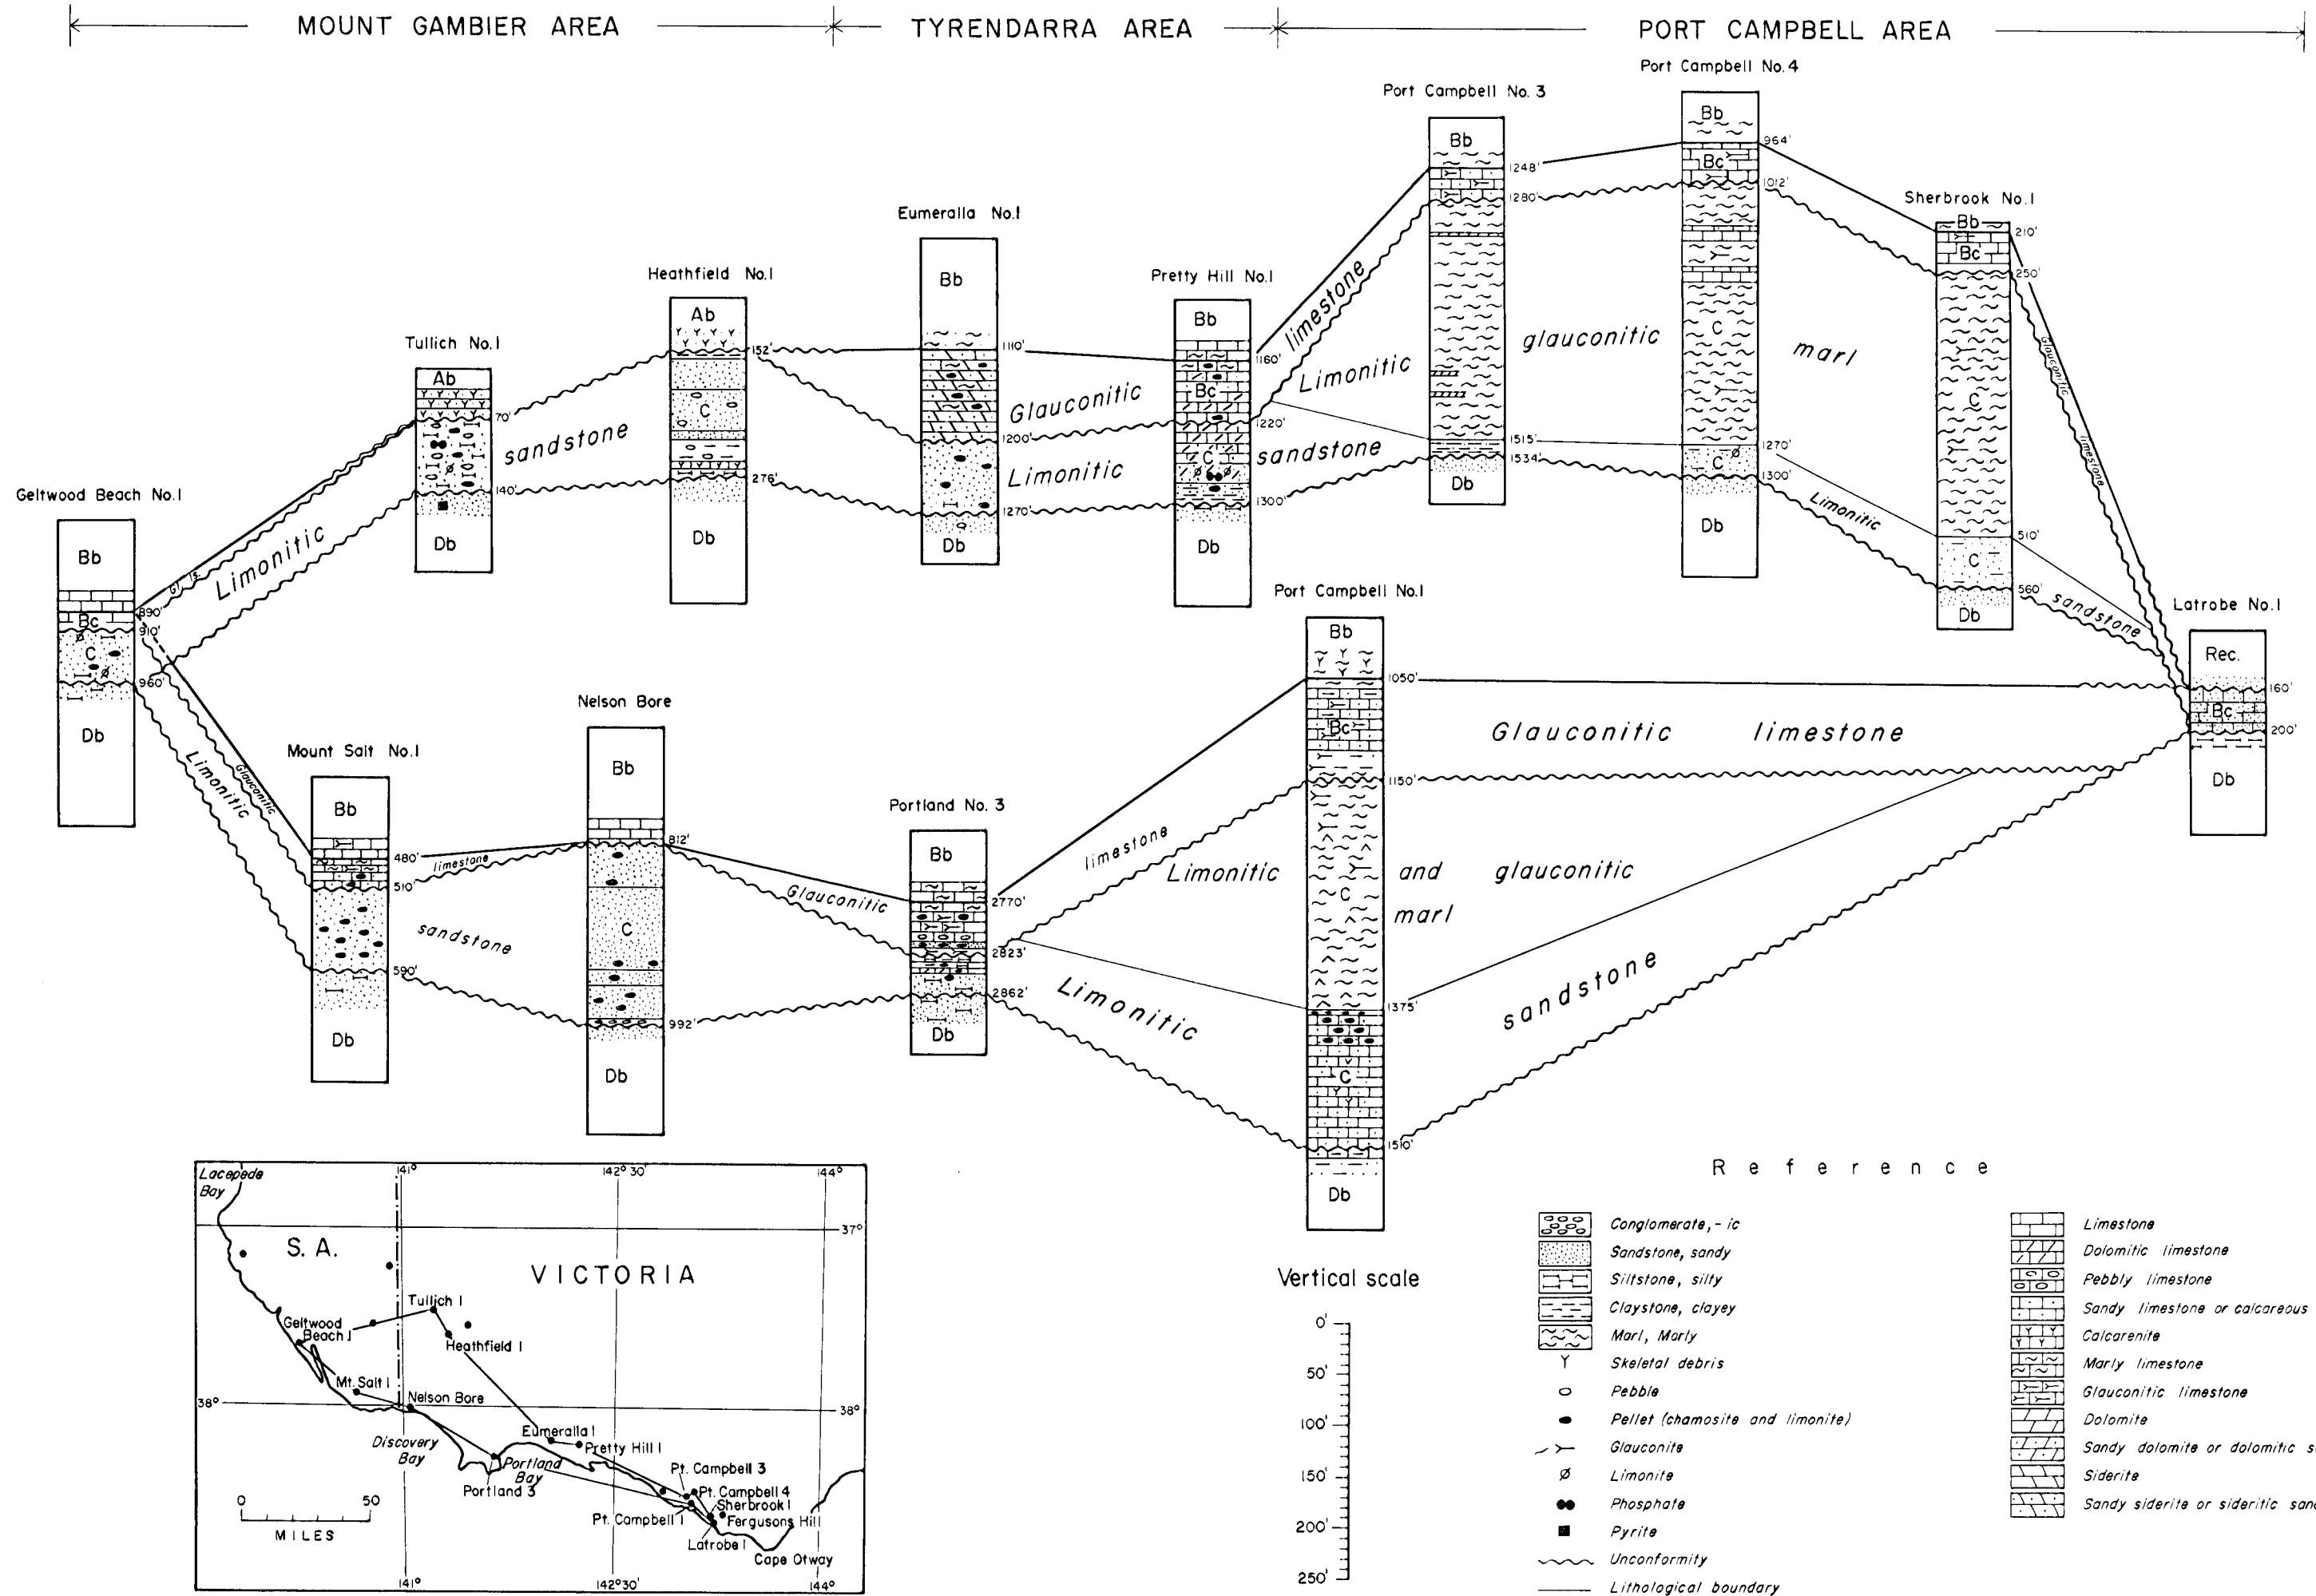 MOUNT GAMBIER AREA
TYRENDARRA AREA
PORT CAMPBELL AREA
Geltwood Beach No.1
Bb
890'
Bc
910'
C
960'
Db
Tullich No.1
Ab
70'
140'
Db
Heathfield No.1
Ab
152'
C
276'
Db
Eumeralla No.1
Bb
1110'
1200'
1270'
Db
Pretty Hill No.1
Bb
1160'
Bc
1220'
C
1300'
Db
Port Campbell No. 3
Bb
1248'
1280'
1515'
1534'
Db
Port Campbell No.4
Bb
964'
Bc
1012'
C
1270'
C
1300'
Db
Sherbrook No.1
Bb
210'
Bc
250'
C
510'
C
560'
Db
Latrobe No.1
Rec.
160'
Bc
200'
Db
Gl. ls.
Limonitic
sandstone
Glauconitic
limestone
Limonitic
sandstone
Limonitic
glauconitic
marl
Limonitic
sandstone
Glauconitic
limestone
Mount Salt No.1
Bb
480'
510'
590'
Db
Nelson Bore
Bb
812'
C
992'
Db
Portland No. 3
Bb
2770'
2823'
2862'
Db
Port Campbell No.1
Bb
1050'
Bc
1150'
C
1375'
C
1510'
Db
Glauconitic
Limonitic
limestone
sandstone
Glauconitic
limestone
Limonitic
and
glauconitic
marl
Glauconitic limestone
Limonitic
sandstone
Lacepede
Bay
141°
142° 30'
144°
37°
S. A.
VICTORIA
Tullich 1
Geltwood
Beach 1
Heathfield 1
Mt. Salt 1
Nelson Bore
38°
38°
Discovery
Bay
Eumeralla 1
Pretty Hill 1
Portland
Bay
Portland 3
Pt. Campbell 3
Pt. Campbell 4
Sherbrook 1
Pt. Campbell 1
Fergusons Hill
Latrobe 1
Cape Otway
0
50
MILES
141°
142°30'
144°
Vertical scale
0'
50'
100'
150'
200'
250'
Reference
Conglomerate, - ic
Sandstone, sandy
Siltstone, silty
Claystone, clayey
Marl, Marly
Skeletal debris
Pebble
Pellet (chamosite and limonite)
Glauconite
Limonite
Phosphate
Pyrite
Unconformity
Lithological boundary
Limestone
Dolomitic limestone
Pebbly limestone
Sandy limestone or calcareous
Calcarenite
Marly limestone
Glauconitic limestone
Dolomite
Sandy dolomite or dolomitic
Siderite
Sandy siderite or sideritic